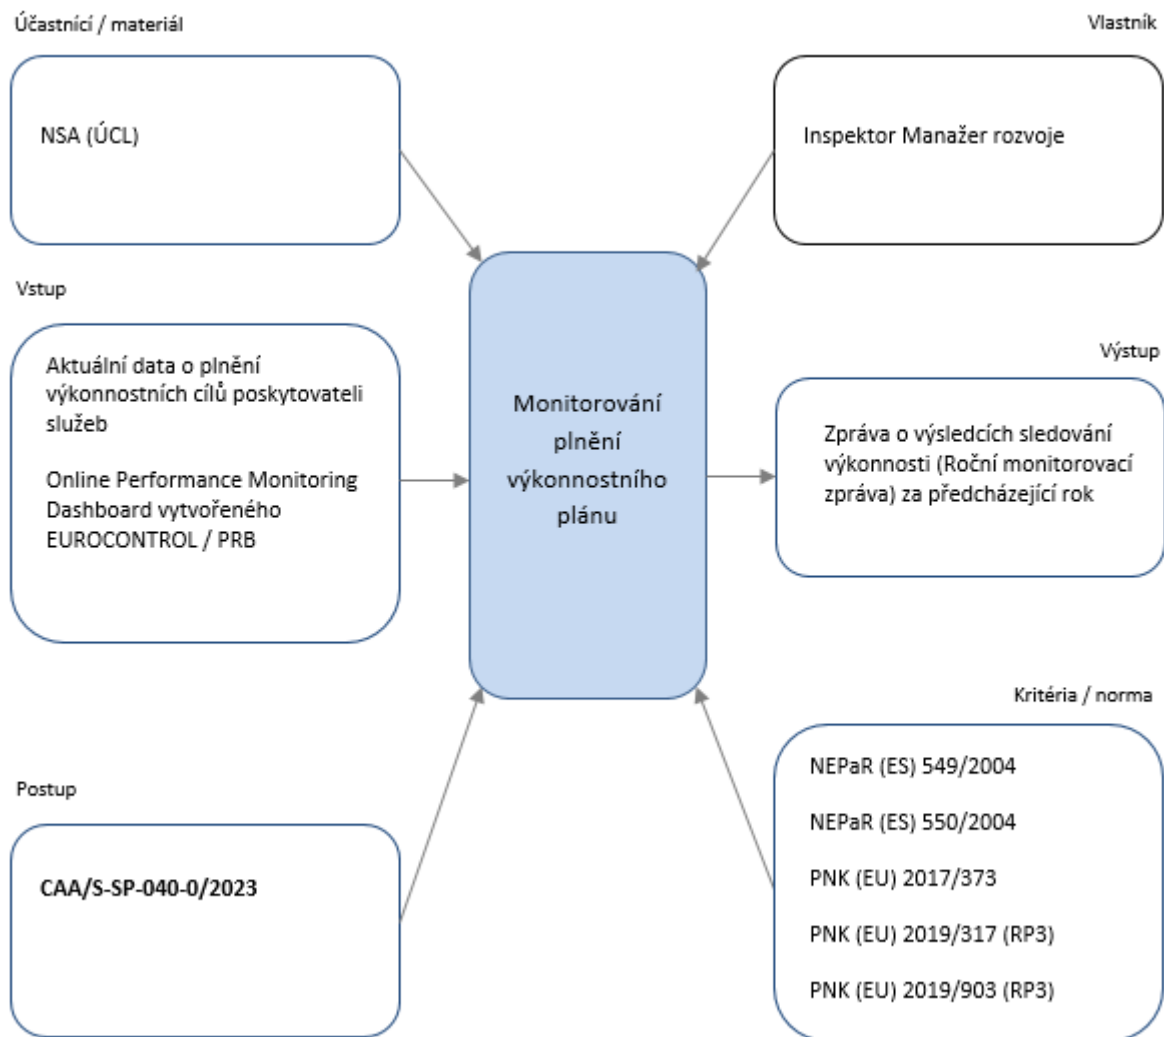 Účastnící / materiál
NSA (ÚCL)
Vlastník
Inspektor Manažer rozvoje
Vstup
Aktuální data o plnění
výkonnostních cílů poskytovateli
služeb
Online Performance Monitoring
Dashboard vytvořeného
EUROCONTROL / PRB
Monitorování
plnění
výkonnostního
plánu
Výstup
Zpráva o výsledcích sledování
výkonnosti (Roční monitorovací
zpráva) za předcházející rok
Postup
CAA/S-SP-040-0/2023
Kritéria / norma
NEPaR (ES) 549/2004
NEPaR (ES) 550/2004
PNK (EU) 2017/373
PNK (EU) 2019/317 (RP3)
PNK (EU) 2019/903 (RP3)